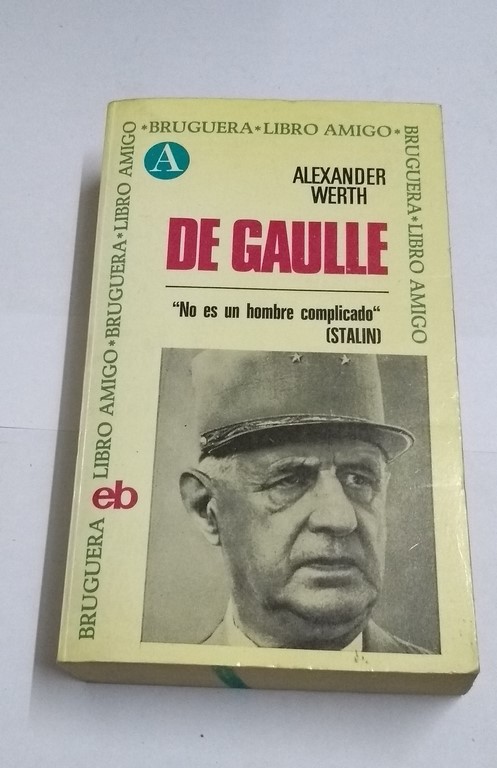 *BRUGUERA*LIBRO AMIGO*
BRUGUERA*LIBRO AMIGO
BRUGUERA LIBRO AMIGO*BRUGUERA*LIBRO AMIGO
A
ALEXANDER
WERTH
DE GAULLE
"No es un hombre complicado"
(STALIN)
eb